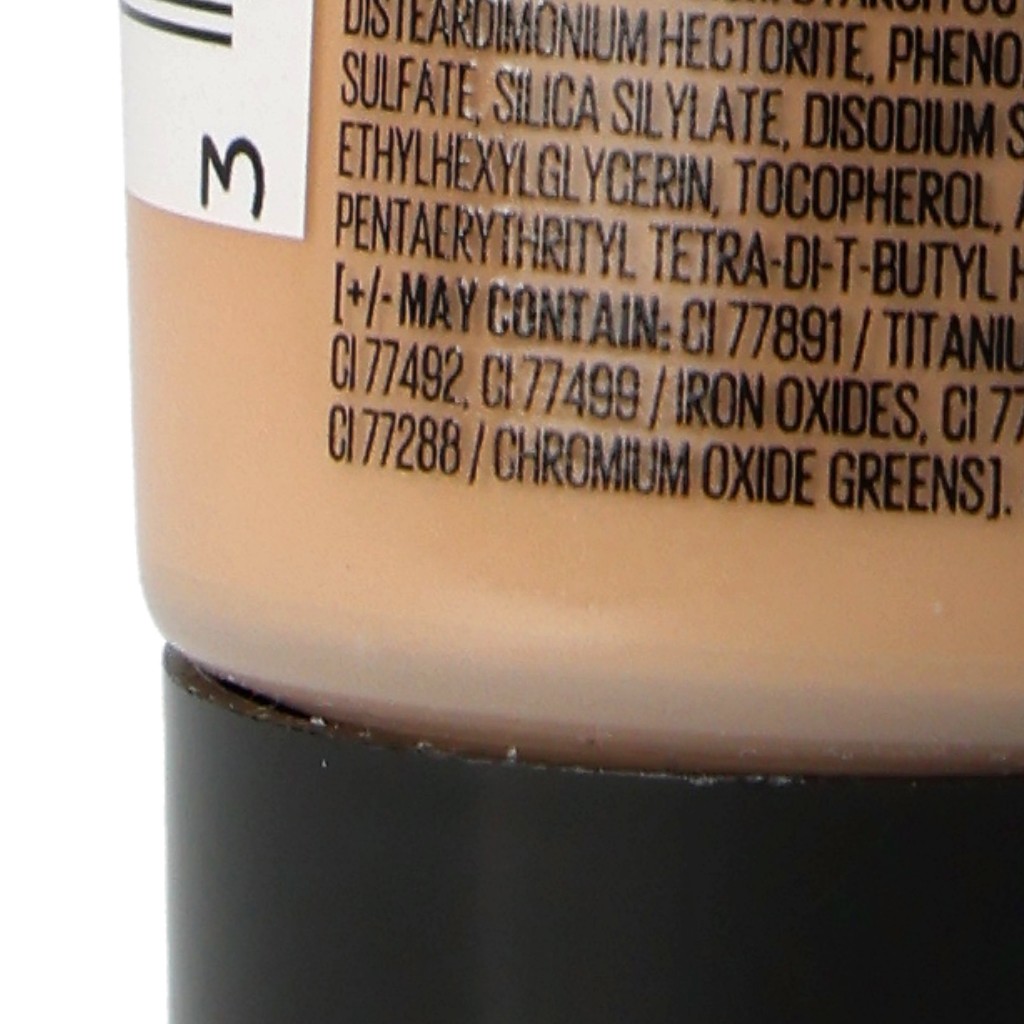 DISTEARDIMONIUM HECTORITE, PHENO
SULFATE, SILICA SILYLATE, DISODIUM S
ETHYLHEXYLGLYCERIN, TOCOPHEROL, A
PENTAERYTHRITYL TETRA-DI-T-BUTYL H
[+/- MAY CONTAIN: CI 77891 / TITANIU
CI 77492, CI 77499 / IRON OXIDES, CI 77
CI 77288 / CHROMIUM OXIDE GREENS].
3